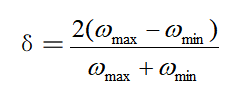 δ = 2(ω_max − ω_min) / (ω_max + ω_min)